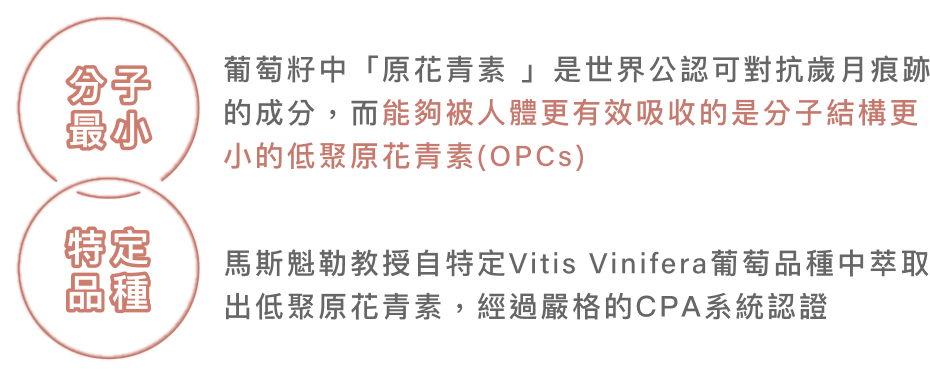 分子
最小
葡萄籽中「原花青素 」是世界公認可對抗歲月痕跡
的成分，而能夠被人體更有效吸收的是分子結構更
小的低聚原花青素(OPCs)
特定
品種
馬斯魁勒教授自特定Vitis Vinifera葡萄品種中萃取
出低聚原花青素，經過嚴格的CPA系統認證